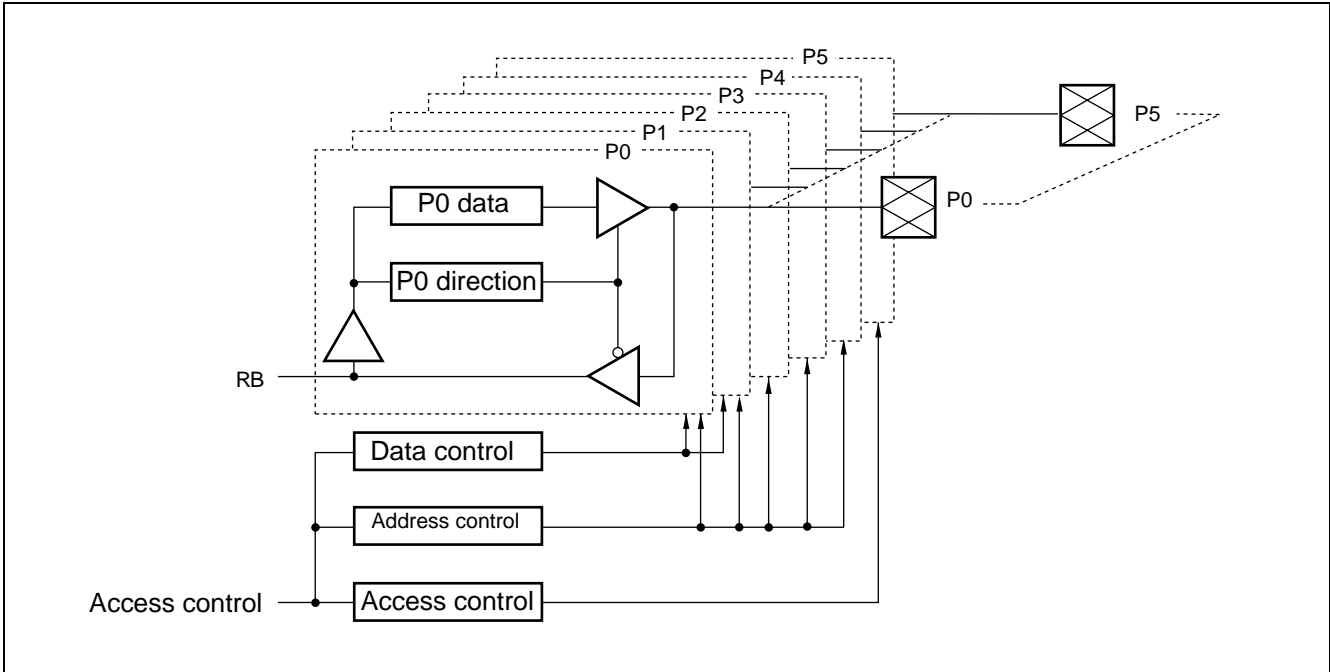 P5
P4
P3
P2
P1
P0
P5
P0 data
P0
P0 direction
RB
Data control
Address control
Access control
Access control